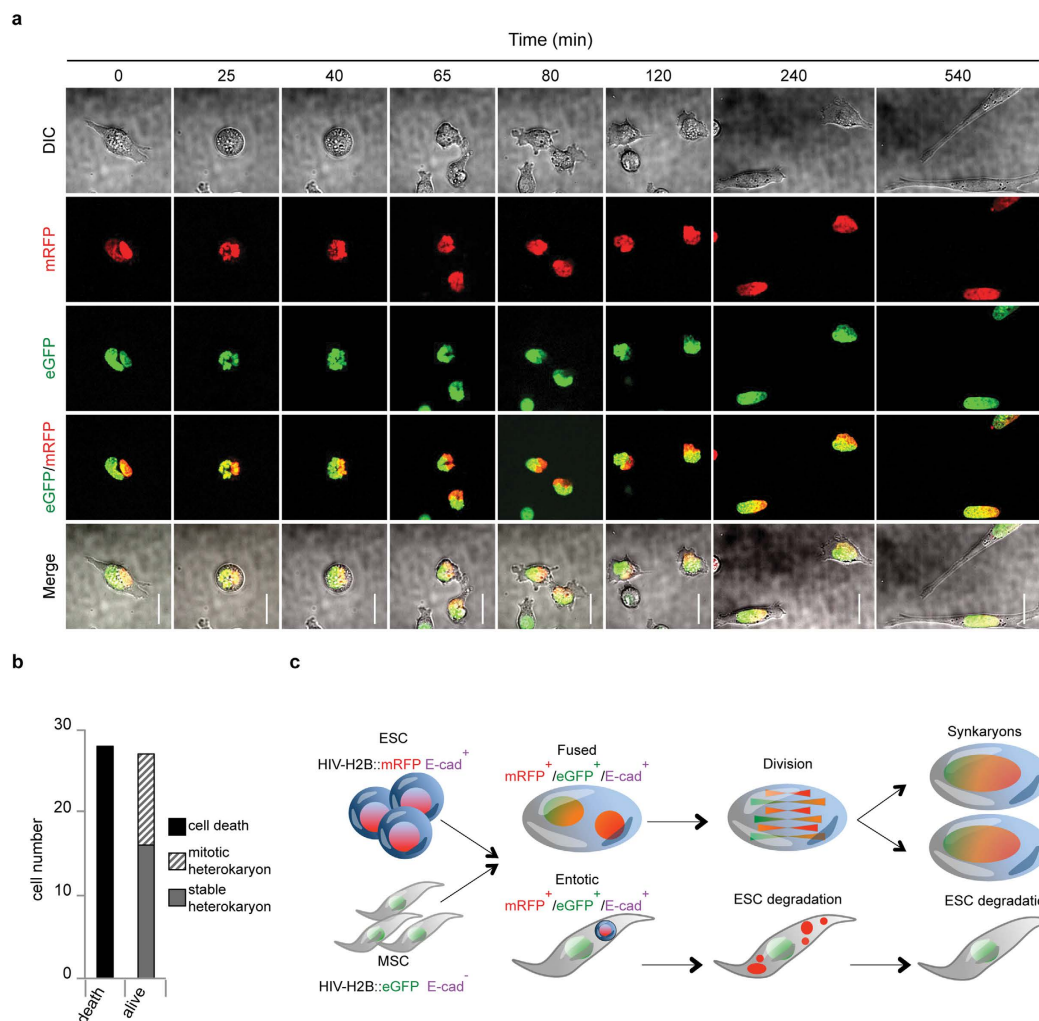 a
Time (min)
0 25 40 65 80 120 240 540
DIC
mRFP
eGFP
eGFP/mRFP
Merge
b
30
20
10
0
cell number
death
alive
cell death
mitotic
heterokaryon
stable
heterokaryon
c
ESC
HIV-H2B::mRFP E-cad+
MSC
HIV-H2B::eGFP E-cad-
Fused
mRFP+/eGFP+/E-cad+
Division
Synkaryons
Entotic
mRFP+/eGFP+/E-cad+
ESC degradation
ESC degradatio